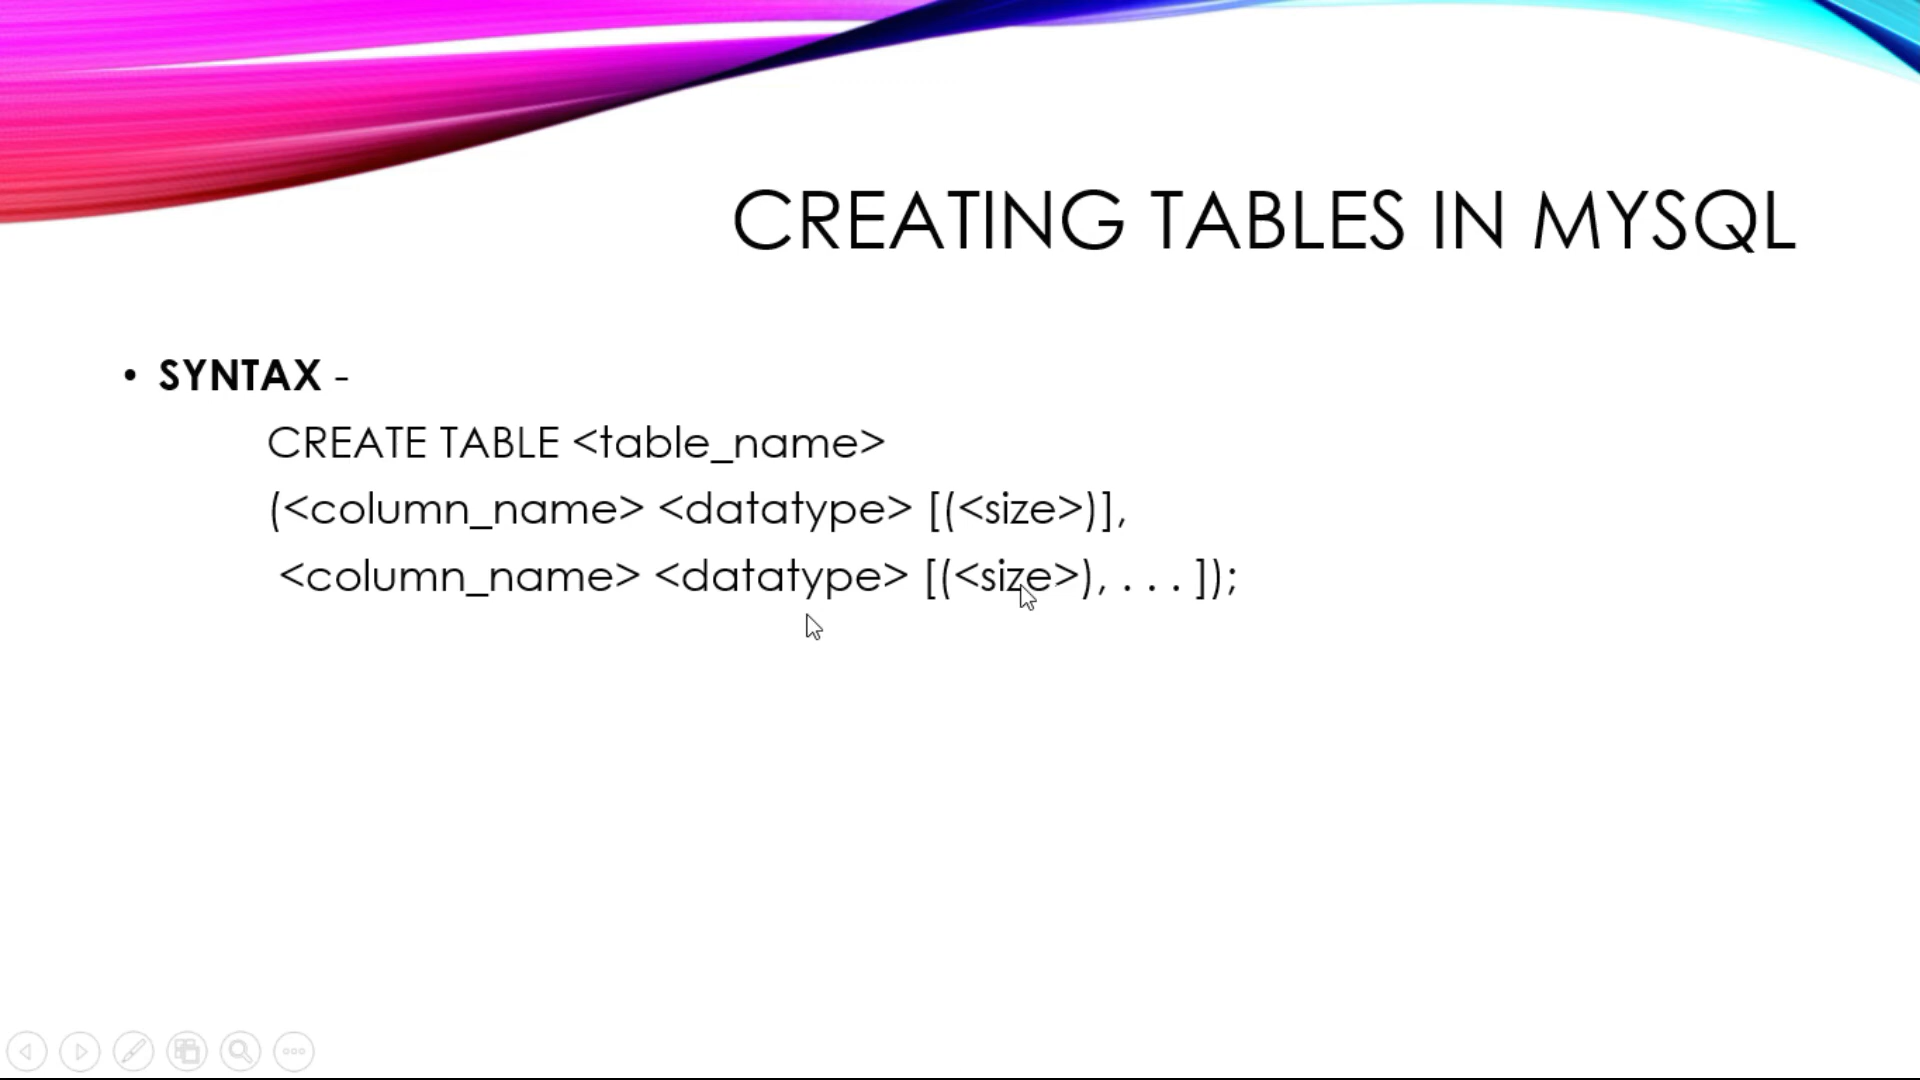 CREATING TABLES IN MYSQL
• SYNTAX -
CREATE TABLE <table_name>
(<column_name> <datatype> [(<size>)],
<column_name> <datatype> [(<size>), . . . ]);